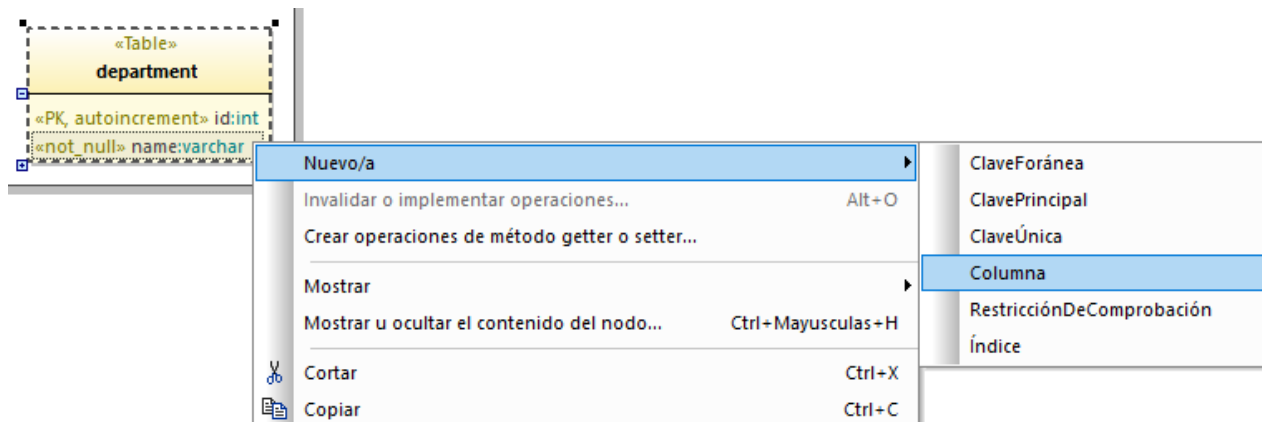 «Table»
department
«PK, autoincrement» id:int
«not_null» name:varchar
Nuevo/a
Invalidar o implementar operaciones... Alt+O
Crear operaciones de método getter o setter...
Mostrar
Mostrar u ocultar el contenido del nodo... Ctrl+Mayusculas+H
Cortar Ctrl+X
Copiar Ctrl+C
ClaveForánea
ClavePrincipal
ClaveÚnica
Columna
RestricciónDeComprobación
Índice